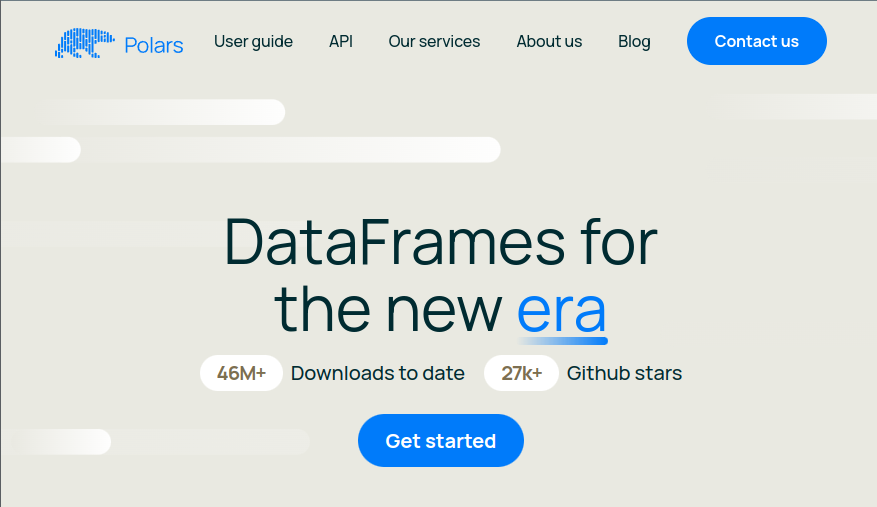 Polars User guide API Our services About us Blog Contact us
DataFrames for
the new era
46M+ Downloads to date 27k+ Github stars
Get started